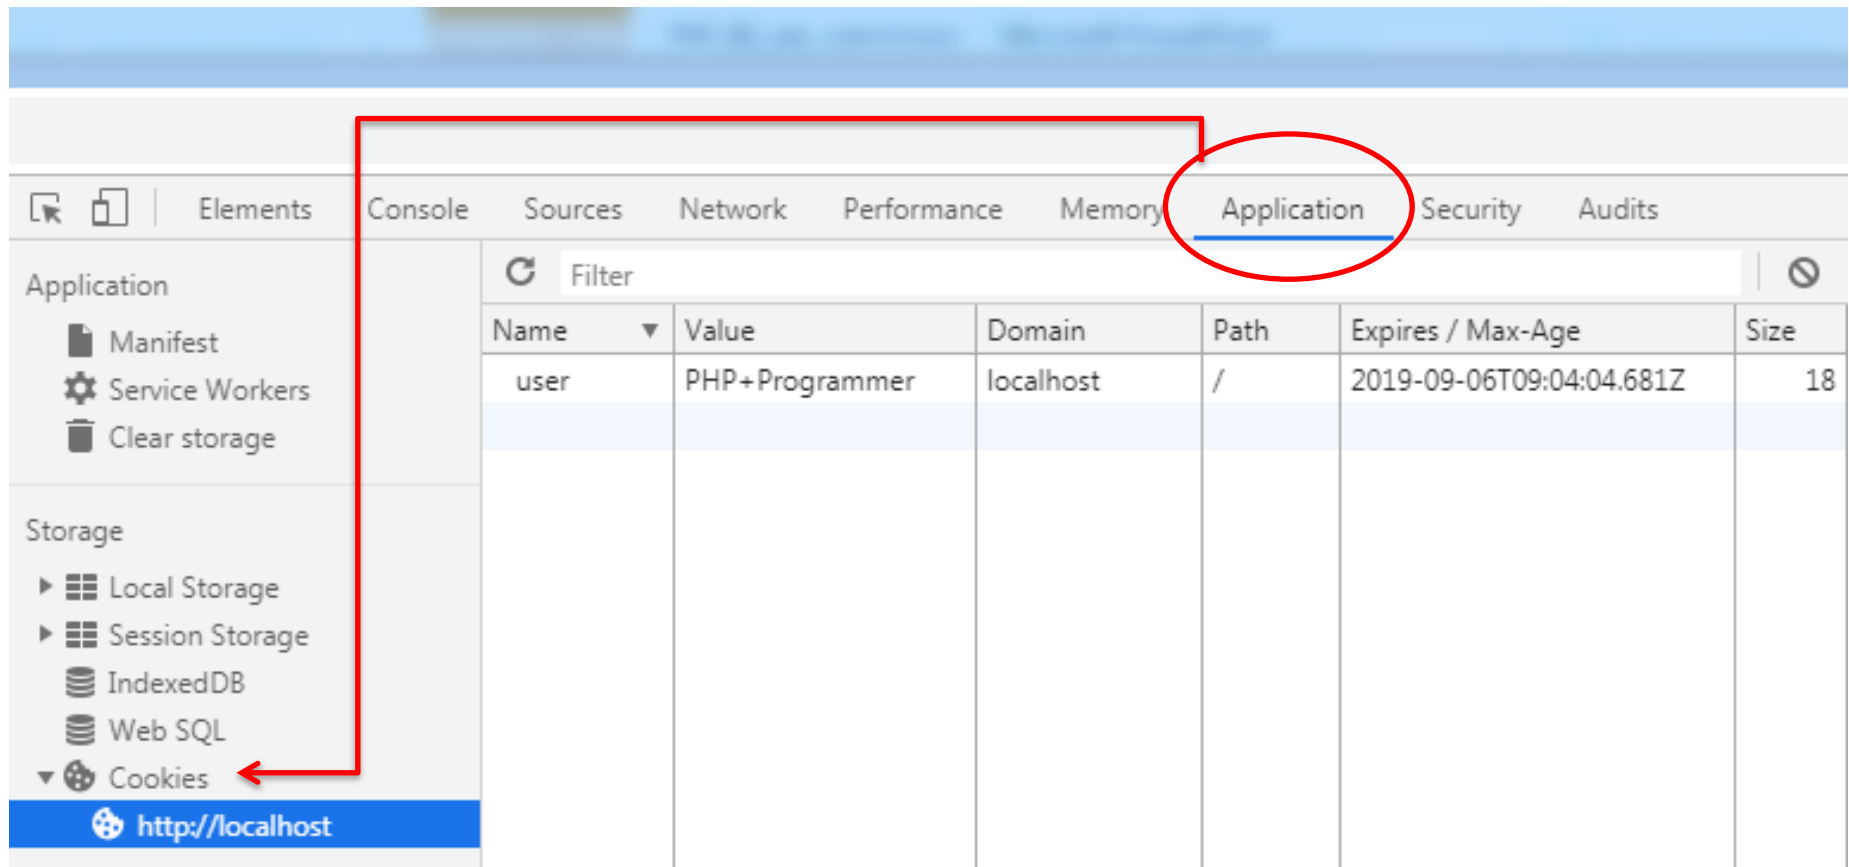 Elements Console Sources Network Performance Memory Application Security Audits
Application
Manifest
Service Workers
Clear storage
Storage
Local Storage
Session Storage
IndexedDB
Web SQL
Cookies
http://localhost
Filter
Name Value Domain Path Expires / Max-Age Size
user PHP+Programmer localhost / 2019-09-06T09:04:04.681Z 18